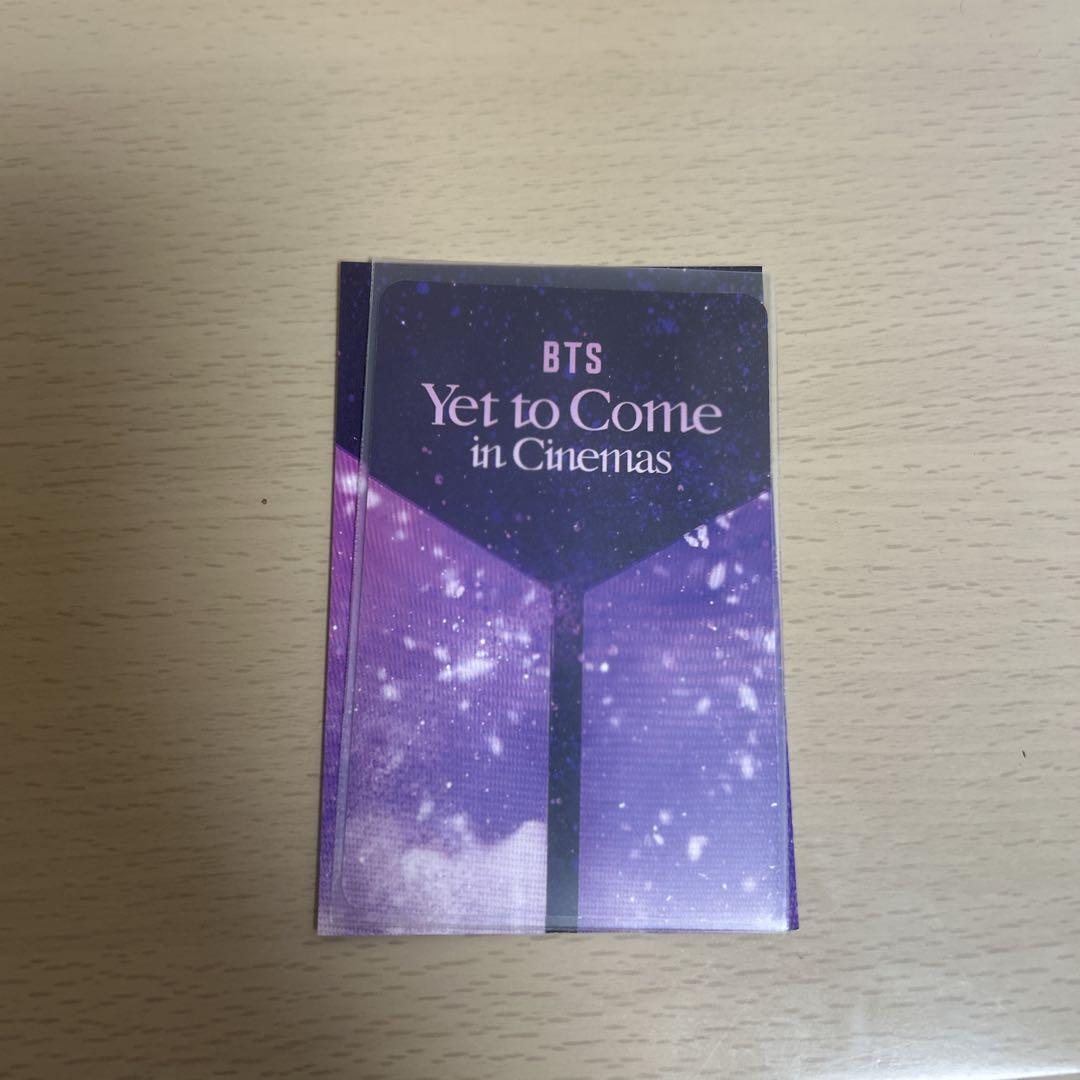 BTS
Yet to Come
in Cinemas